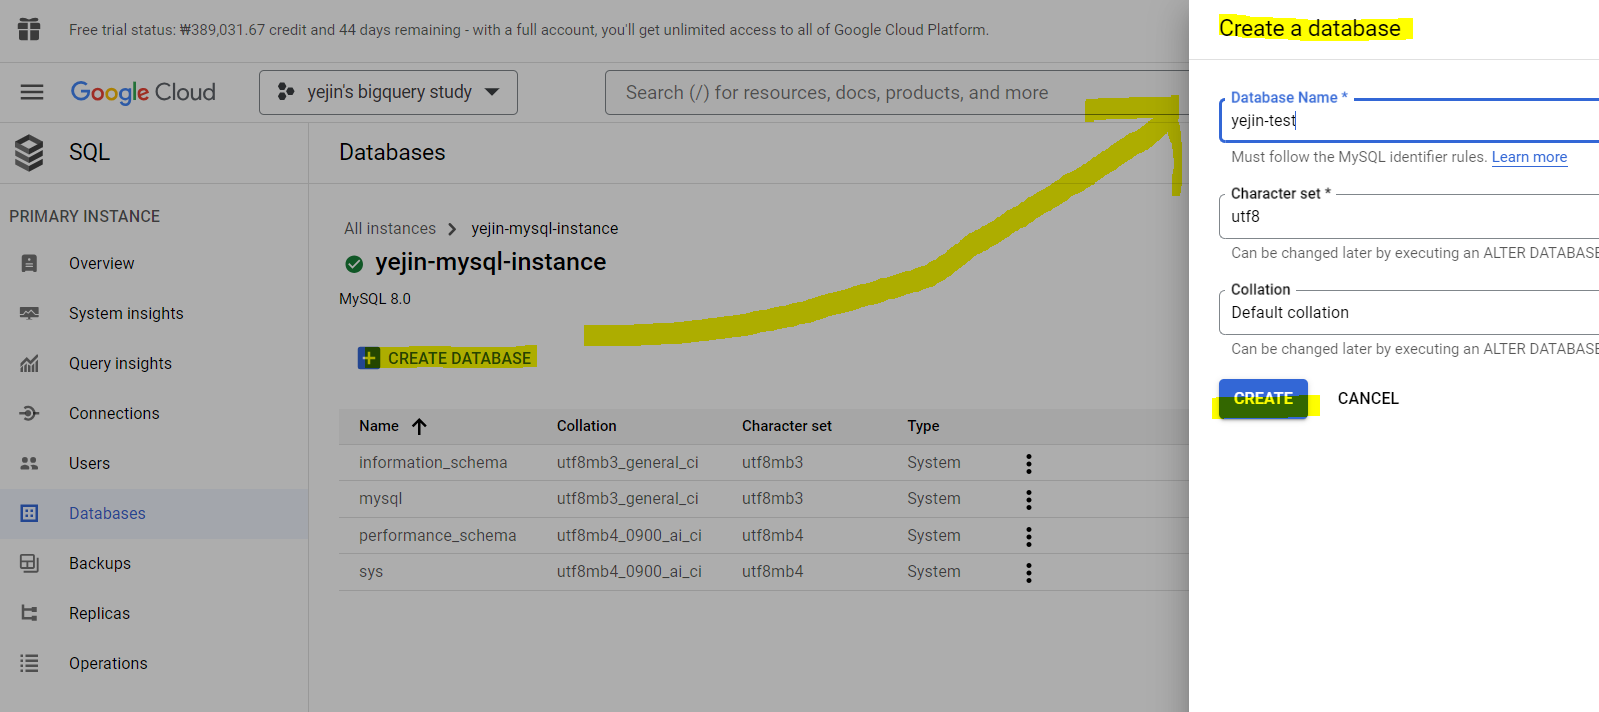 Free trial status: ₩389,031.67 credit and 44 days remaining - with a full account, you'll get unlimited access to all of Google Cloud Platform.
Google Cloud
yejin's bigquery study
Search (/) for resources, docs, products, and more
SQL
PRIMARY INSTANCE
Overview
System insights
Query insights
Connections
Users
Databases
Backups
Replicas
Operations
Databases
All instances > yejin-mysql-instance
yejin-mysql-instance
MySQL 8.0
CREATE DATABASE
Name Collation Character set Type
information_schema utf8mb3_general_ci utf8mb3 System
mysql utf8mb3_general_ci utf8mb3 System
performance_schema utf8mb4_0900_ai_ci utf8mb4 System
sys utf8mb4_0900_ai_ci utf8mb4 System
Create a database
Database Name *
yejin-test
Must follow the MySQL identifier rules. Learn more
Character set *
utf8
Can be changed later by executing an ALTER DATABASE
Collation
Default collation
Can be changed later by executing an ALTER DATABASE
CREATE CANCEL